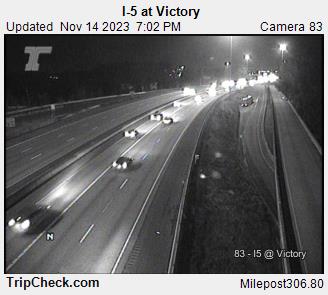 I-5 at Victory
Updated Nov 14 2023 7:02 PM Camera 83
T
N
83 - I5 @ Victory
TripCheck.com Milepost306.80